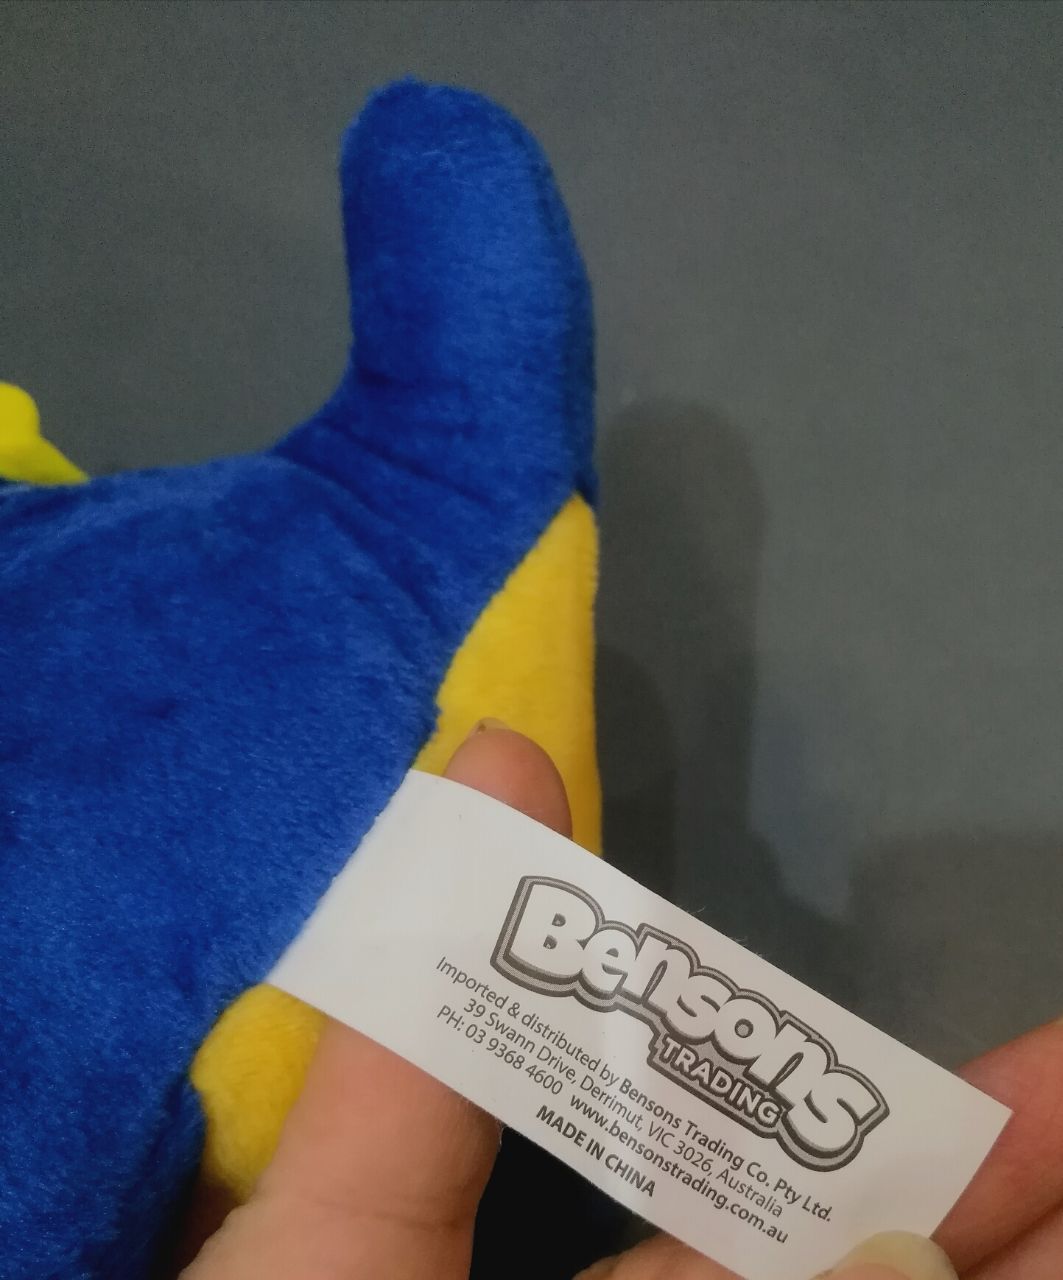 Bensons
TRADING
Imported & distributed by Bensons Trading Co. Pty Ltd.
39 Swann Drive, Derrimut, VIC 3026, Australia
PH: 03 9368 4600 www.bensonstrading.com.au
MADE IN CHINA